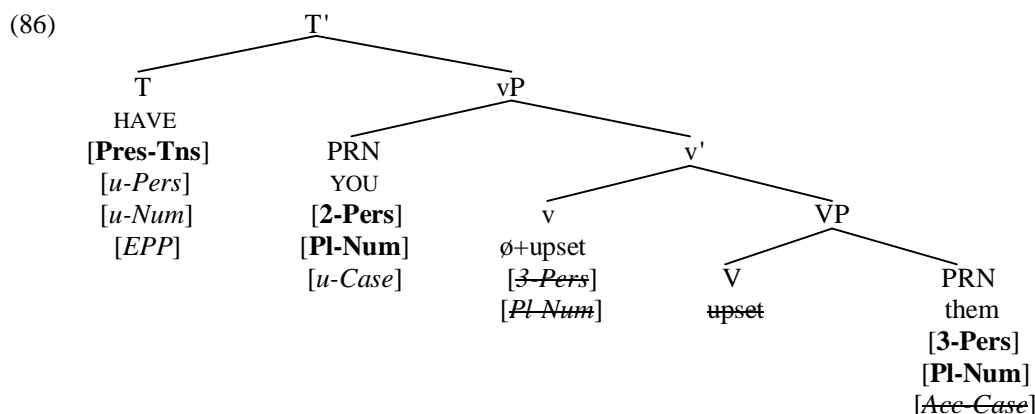 (86) T'
T vP
HAVE
[Pres-Tns] PRN v'
[u-Pers] YOU
[u-Num] [2-Pers] v VP
[EPP] [Pl-Num] ø+upset
[u-Case] [3-Pers] V PRN
[Pl-Num] upset them
[3-Pers]
[Pl-Num]
[Acc-Case]